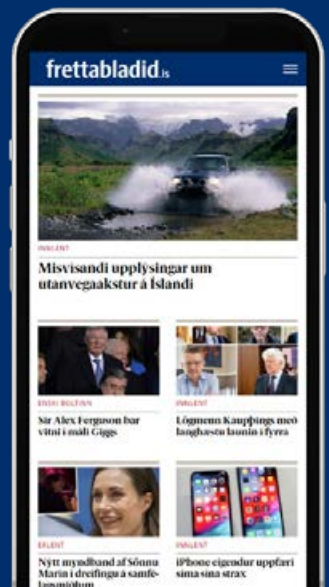 frettabladid.is
INNLENT
Misvísandi upplýsingar um
utanvegaakstur á Íslandi
ENSKI BOLTINN
Sir Alex Ferguson bar
vitni í máli Giggs
INNLENT
Lögmenn Kaupþings með
langhæstu launin í fyrra
ERLENT
Nýtt myndband af Sönnu
Marin í dreifingu á samfé-
lagsmiðlum
INNLENT
iPhone eigendur uppfæri
síma sína strax